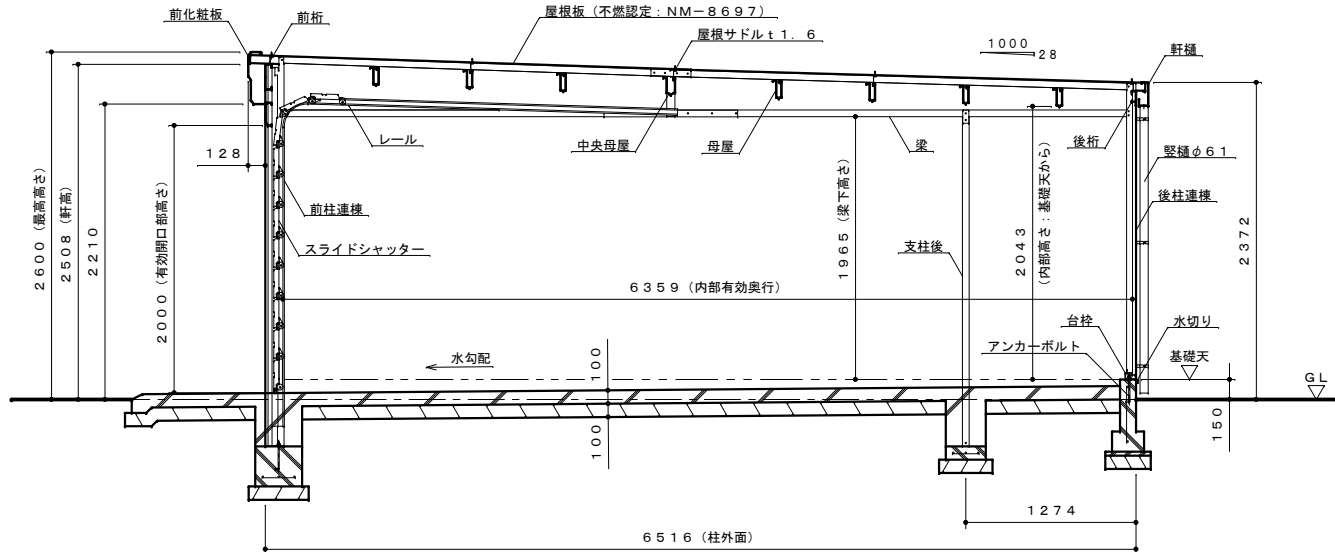 前化粧板
前桁
屋根板（不燃認定：NM－8697）
屋根サドルｔ１．６
1000
28
軒樋
レール
中央母屋
母屋
梁
後桁
竪樋φ61
128
前柱連棟
後柱連棟
スライドシャッター
支柱後
2600（最高高さ）
2508（軒高）
2210
2000（有効開口部高さ）
1965（梁下高さ）
2043
（内部高さ：基礎天から）
2372
6359（内部有効奥行）
台枠
水切り
アンカーボルト
基礎天
水勾配
100
100
GL
150
1274
6516（柱外面）